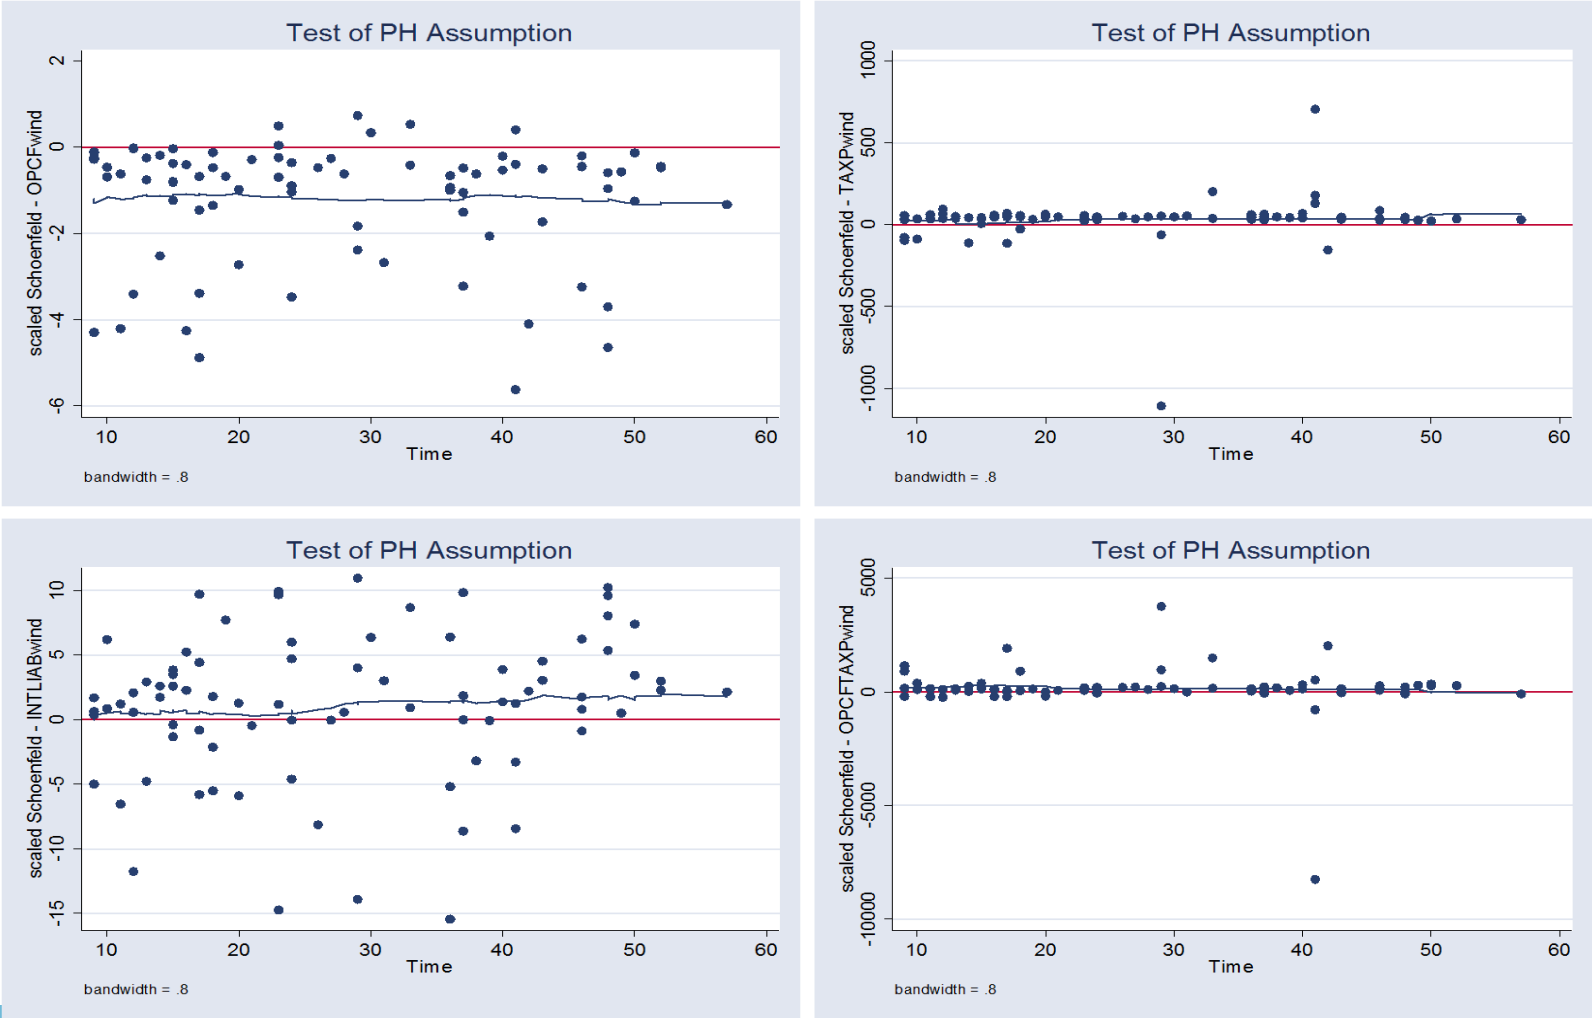 Test of PH Assumption
scaled Schoenfeld - OPCFwind
2
0
-2
-4
-6
10 20 30 40 50 60
Time
bandwidth = .8
Test of PH Assumption
scaled Schoenfeld - TAXPwind
1000
500
0
-500
-1000
10 20 30 40 50 60
Time
bandwidth = .8
Test of PH Assumption
scaled Schoenfeld - INTLIABwind
10
5
0
-5
-10
-15
10 20 30 40 50 60
Time
bandwidth = .8
Test of PH Assumption
scaled Schoenfeld - OPCFTAXPwind
5000
0
-5000
-10000
10 20 30 40 50 60
Time
bandwidth = .8